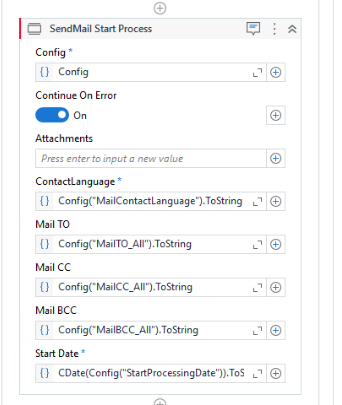 SendMail Start Process
Config *
{} Config
Continue On Error
On
Attachments
Press enter to input a new value
ContactLanguage *
{} Config("MailContactLanguage").ToString
Mail TO
{} Config("MailTO_All").ToString
Mail CC
{} Config("MailCC_All").ToString
Mail BCC
{} Config("MailBCC_All").ToString
Start Date *
{} CDate(Config("StartProcessingDate")).ToS